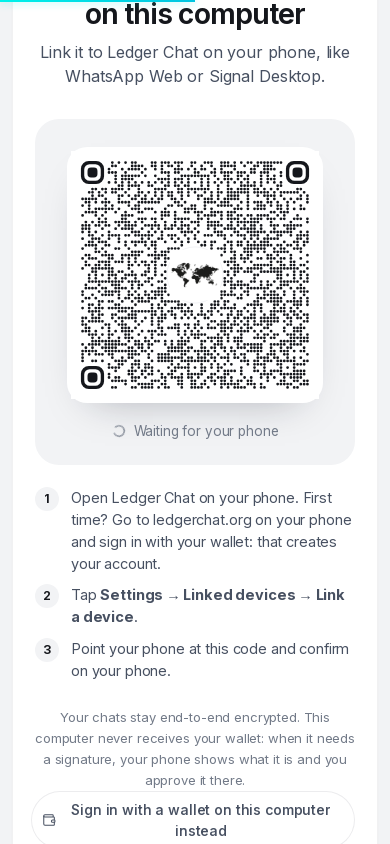 on this computer
Link it to Ledger Chat on your phone, like
WhatsApp Web or Signal Desktop.
Waiting for your phone
1 Open Ledger Chat on your phone. First
time? Go to ledgerchat.org on your phone
and sign in with your wallet: that creates
your account.
2 Tap Settings → Linked devices → Link
a device.
3 Point your phone at this code and confirm
on your phone.
Your chats stay end-to-end encrypted. This
computer never receives your wallet: when it needs
a signature, your phone shows what it is and you
approve it there.
Sign in with a wallet on this computer
instead